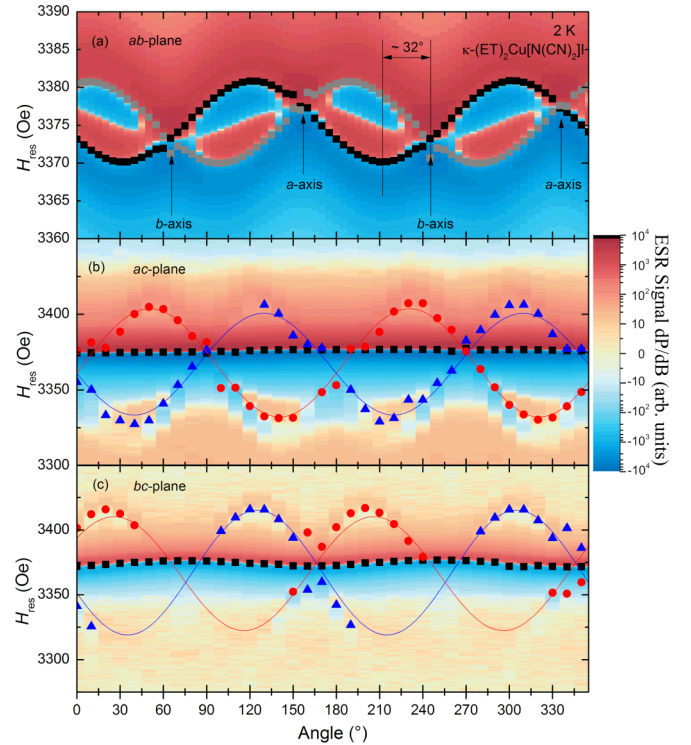 3390
(a) ab-plane
2 K
~ 32°
κ-(ET)₂Cu[N(CN)₂]I
3385
3380
3375
3370
3365
3360
Hres (Oe)
b-axis
a-axis
b-axis
a-axis
(b) ac-plane
3400
3350
3300
Hres (Oe)
(c) bc-plane
3400
3350
3300
Hres (Oe)
0 30 60 90 120 150 180 210 240 270 300 330
Angle (°)
10⁴
10³
10²
10
0
-10
-10²
-10³
-10⁴
ESR Signal dP/dB (arb. units)